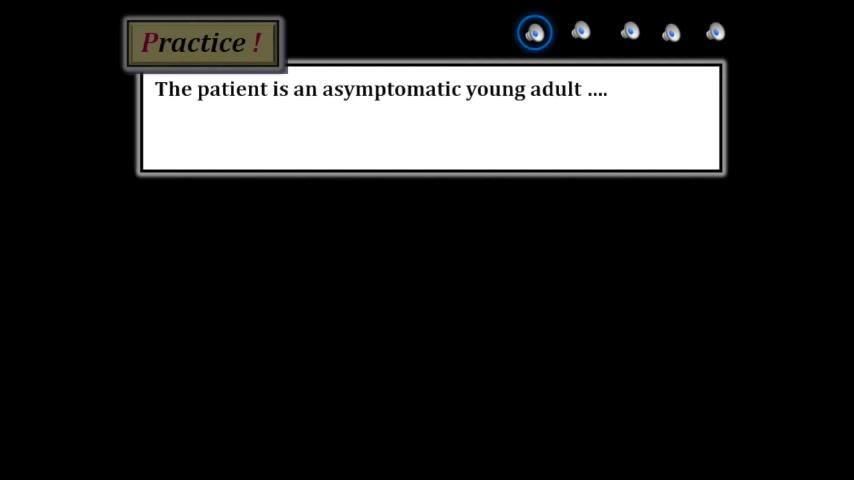 Practice !
The patient is an asymptomatic young adult ....